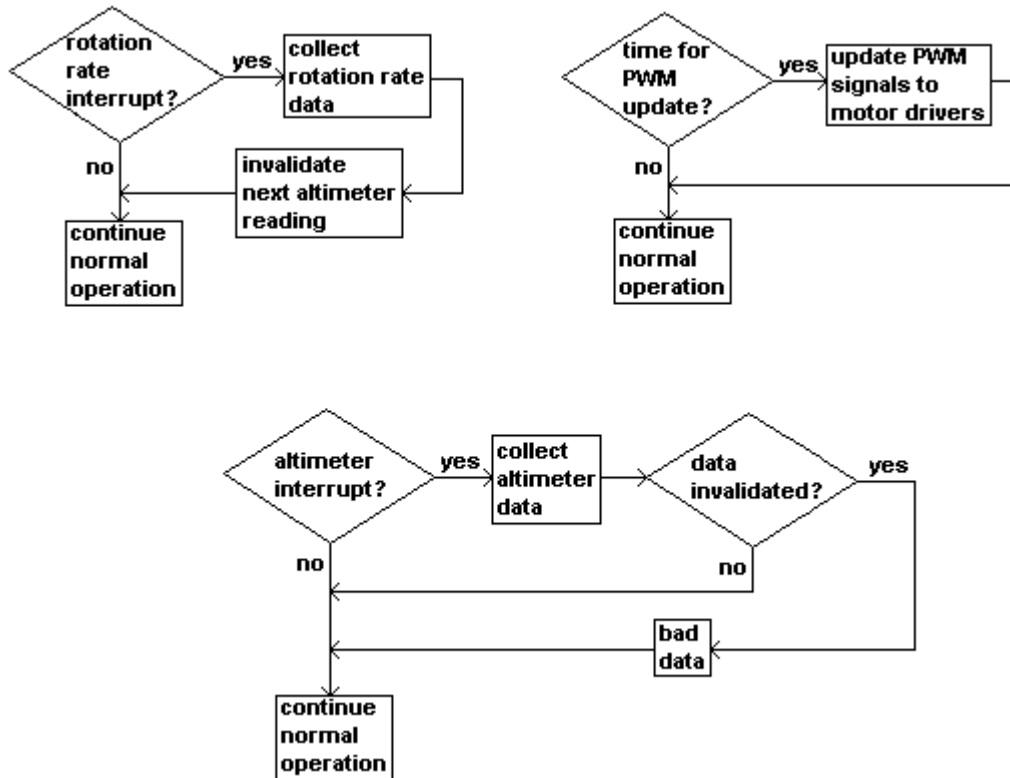 rotation
rate
interrupt?
yes
collect
rotation rate
data
no
invalidate
next altimeter
reading
continue
normal
operation
time for
PWM
update?
yes
update PWM
signals to
motor drivers
no
continue
normal
operation
altimeter
interrupt?
yes
collect
altimeter
data
data
invalidated?
yes
no
no
bad
data
continue
normal
operation